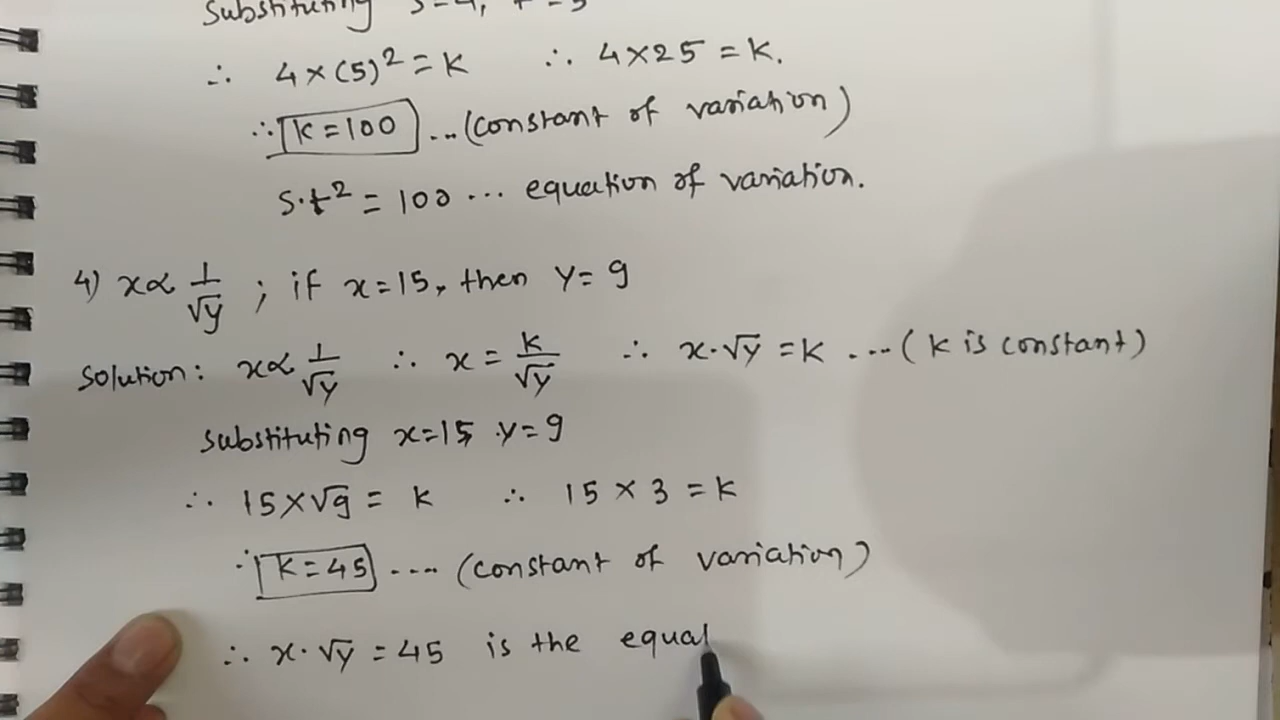 Substituting
∴ 4×(5)² = k ∴ 4×25 = k.
∴ k=100 ... (constant of variation)
s·t² = 100 ... equation of variation.
4) x∝ 1/√y ; if x=15, then y=9
Solution: x∝ 1/√y ∴ x = k/√y ∴ x·√y = k ....( k is constant)
Substituting x=15, y=9
∴ 15×√9 = k ∴ 15 × 3 = k
∴ k=45 .... (constant of variation)
∴ x·√y = 45 is the equat